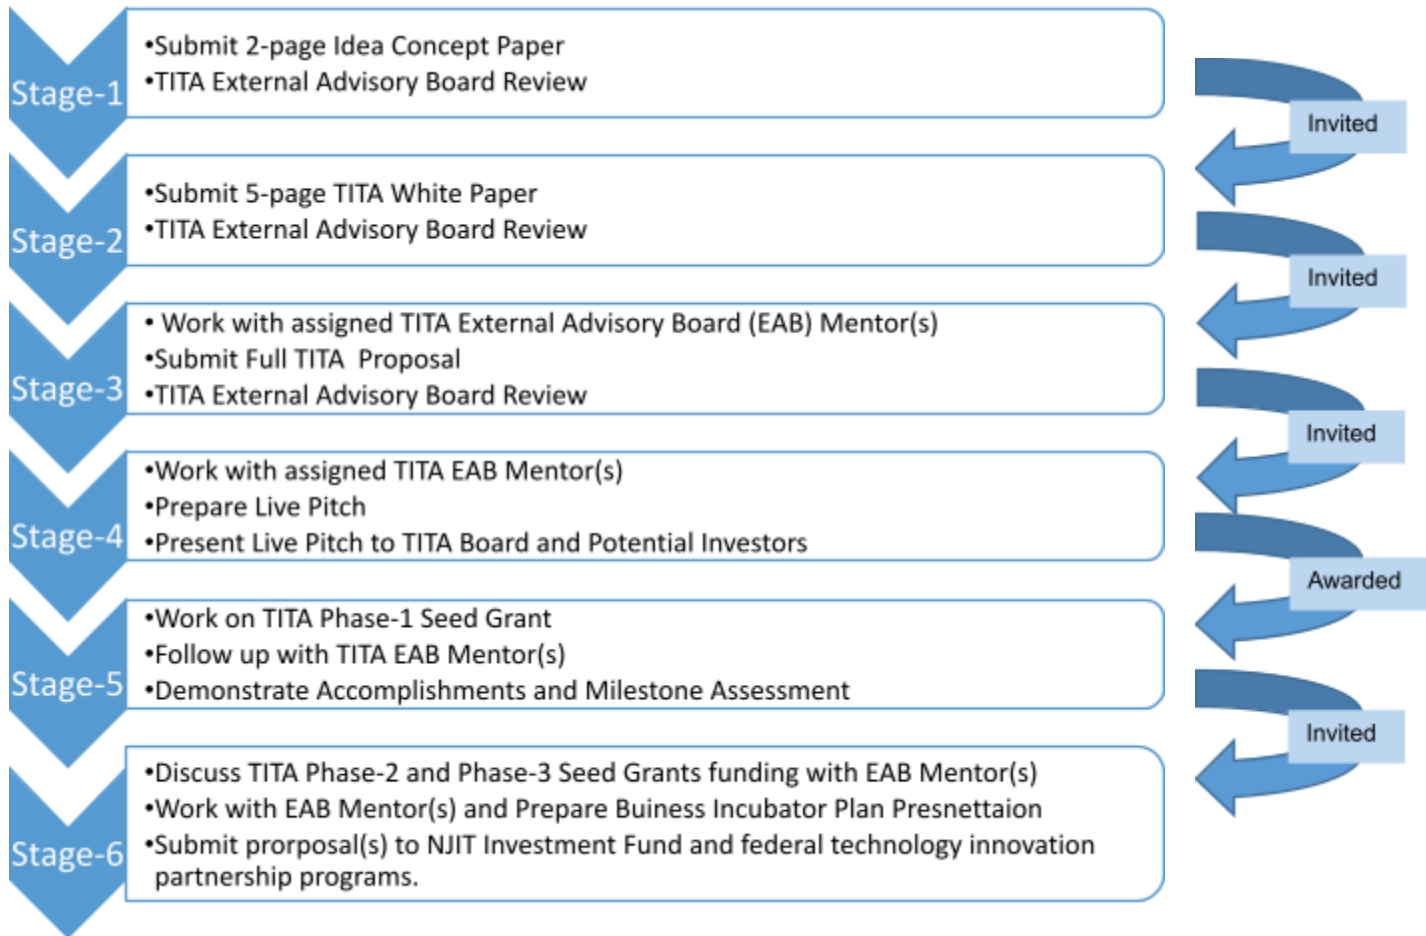 Stage-1
•Submit 2-page Idea Concept Paper
•TITA External Advisory Board Review
Invited
Stage-2
•Submit 5-page TITA White Paper
•TITA External Advisory Board Review
Invited
Stage-3
• Work with assigned TITA External Advisory Board (EAB) Mentor(s)
•Submit Full TITA  Proposal
•TITA External Advisory Board Review
Invited
Stage-4
•Work with assigned TITA EAB Mentor(s)
•Prepare Live Pitch
•Present Live Pitch to TITA Board and Potential Investors
Awarded
Stage-5
•Work on TITA Phase-1 Seed Grant
•Follow up with TITA EAB Mentor(s)
•Demonstrate Accomplishments and Milestone Assessment
Invited
Stage-6
•Discuss TITA Phase-2 and Phase-3 Seed Grants funding with EAB Mentor(s)
•Work with EAB Mentor(s) and Prepare Buiness Incubator Plan Presnettaion
•Submit prorposal(s) to NJIT Investment Fund and federal technology innovation
partnership programs.